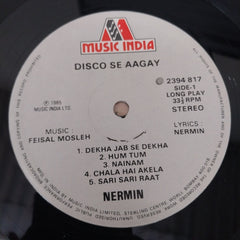 MUSIC INDIA
DISCO SE AAGAY
2394 817
SIDE-1
LONG PLAY
33⅓ RPM
STEREO
℗ 1985
MUSIC INDIA LTD.
MUSIC
FEISAL MOSLEH
LYRICS :
NERMIN
1. DEKHA JAB SE DEKHA
2. HUM TUM
3. NAINAM
4. CHALA HAI AKELA
5. SARI SARI RAAT
NERMIN